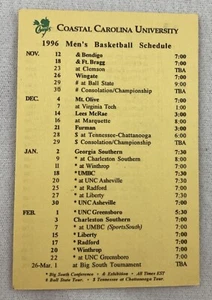 COASTAL CAROLINA UNIVERSITY
1996 Men's Basketball Schedule
NOV. 12 & Bendigo 7:00
18 & Ft. Bragg 7:00
23 at Clemson TBA
26 Wingate 7:00
29 # at Ball State 9:00
30 # Consolation/Championship TBA
DEC. 4 Mt. Olive 7:00
7 at Virginia Tech 1:00
14 Lees McRae 3:00
16 at Marquette 8:00
21 Furman 3:00
28 $ at Tennessee-Chattanooga 6:00
29 $ Consolation/Championship TBA
JAN. 2 Georgia Southern 7:30
9 * at Charleston Southern 8:00
11 * at Winthrop 7:00
18 *UMBC 7:30
20 * at UNC Asheville 7:30
25 * at Radford 7:00
27 * at Liberty 7:00
30 *UNC Asheville 7:00
FEB. 1 *UNC Greensboro 5:30
3 Charleston Southern 7:00
7 * at UMBC (SportsSouth) 7:00
15 *Liberty 7:00
17 *Radford 7:00
20 *Winthrop 7:00
22 * at UNC Greensboro 7:00
26-Mar. 1 at Big South Tournament TBA
* Big South Conference & Exhibition - All Times EST
# Ball State Tour. $ Tennessee at Chattanooga Tour.